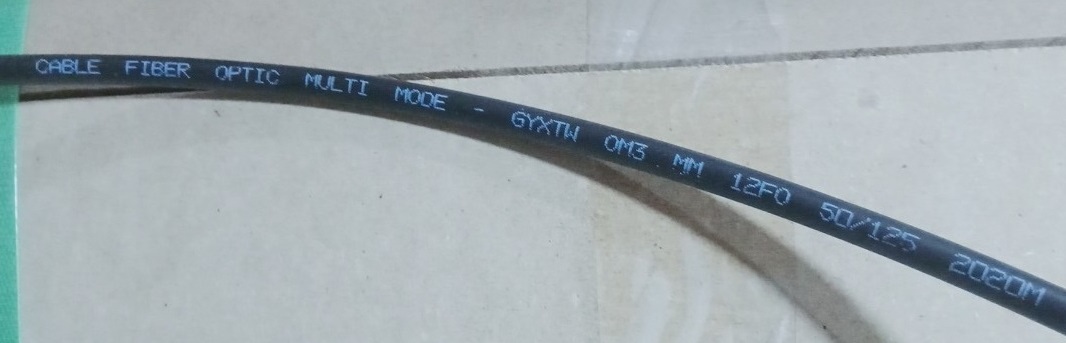 CABLE FIBER OPTIC MULTI MODE - GYXTW OM3 MM 12FO 50/125 2020M